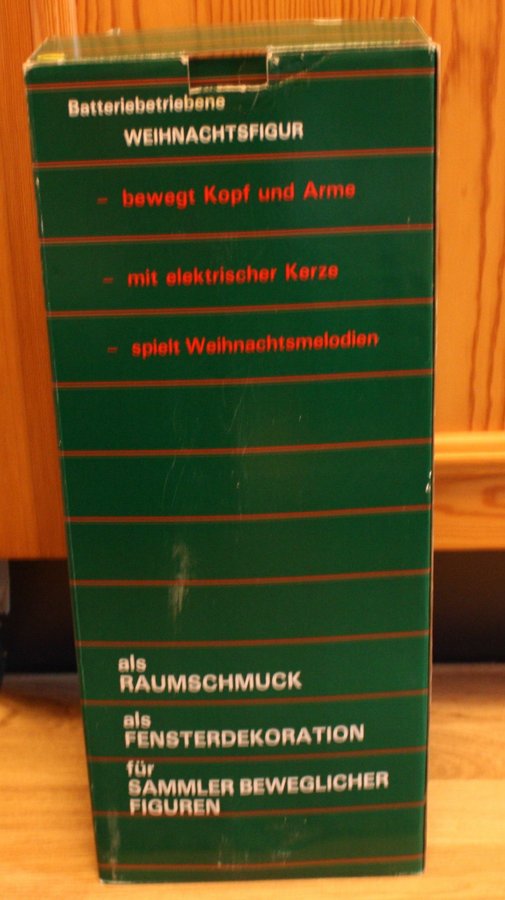 Batteriebetriebene
WEIHNACHTSFIGUR
- bewegt Kopf und Arme
- mit elektrischer Kerze
- spielt Weihnachtsmelodien
als
RAUMSCHMUCK
als
FENSTERDEKORATION
für
SAMMLER BEWEGLICHER
FIGUREN